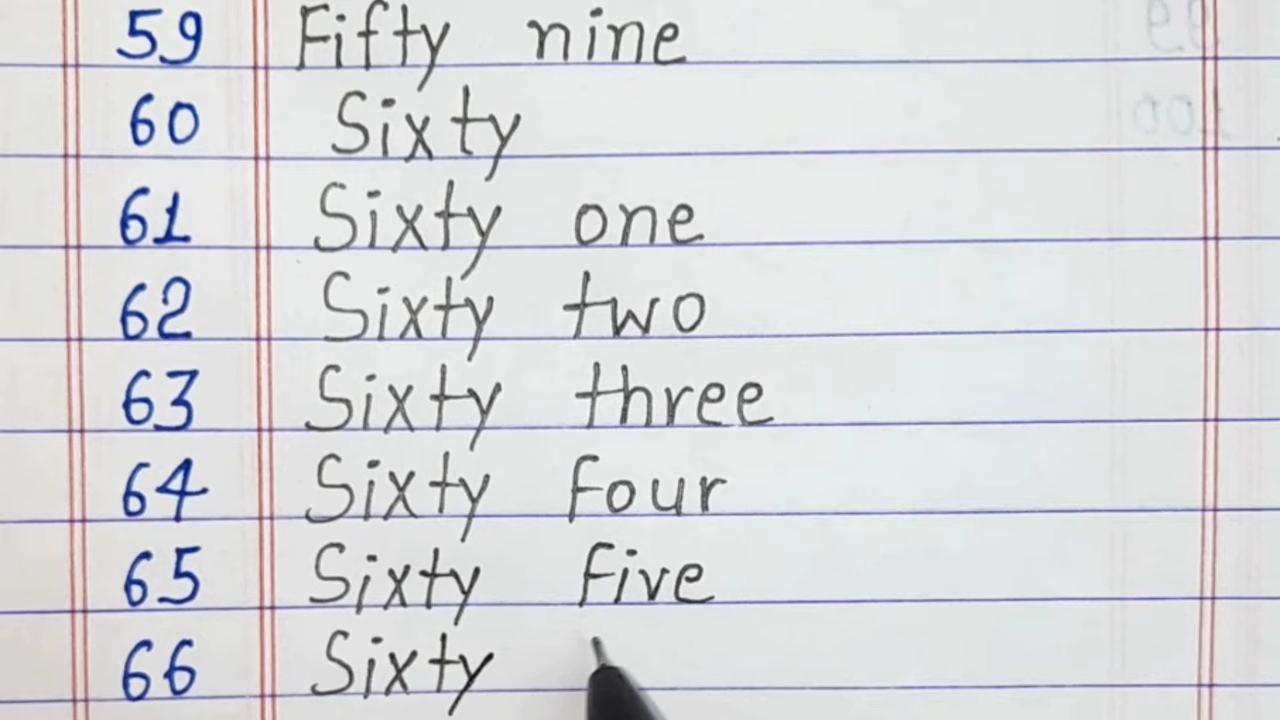 59 Fifty nine
60 Sixty
61 Sixty one
62 Sixty two
63 Sixty three
64 Sixty Four
65 Sixty Five
66 Sixty